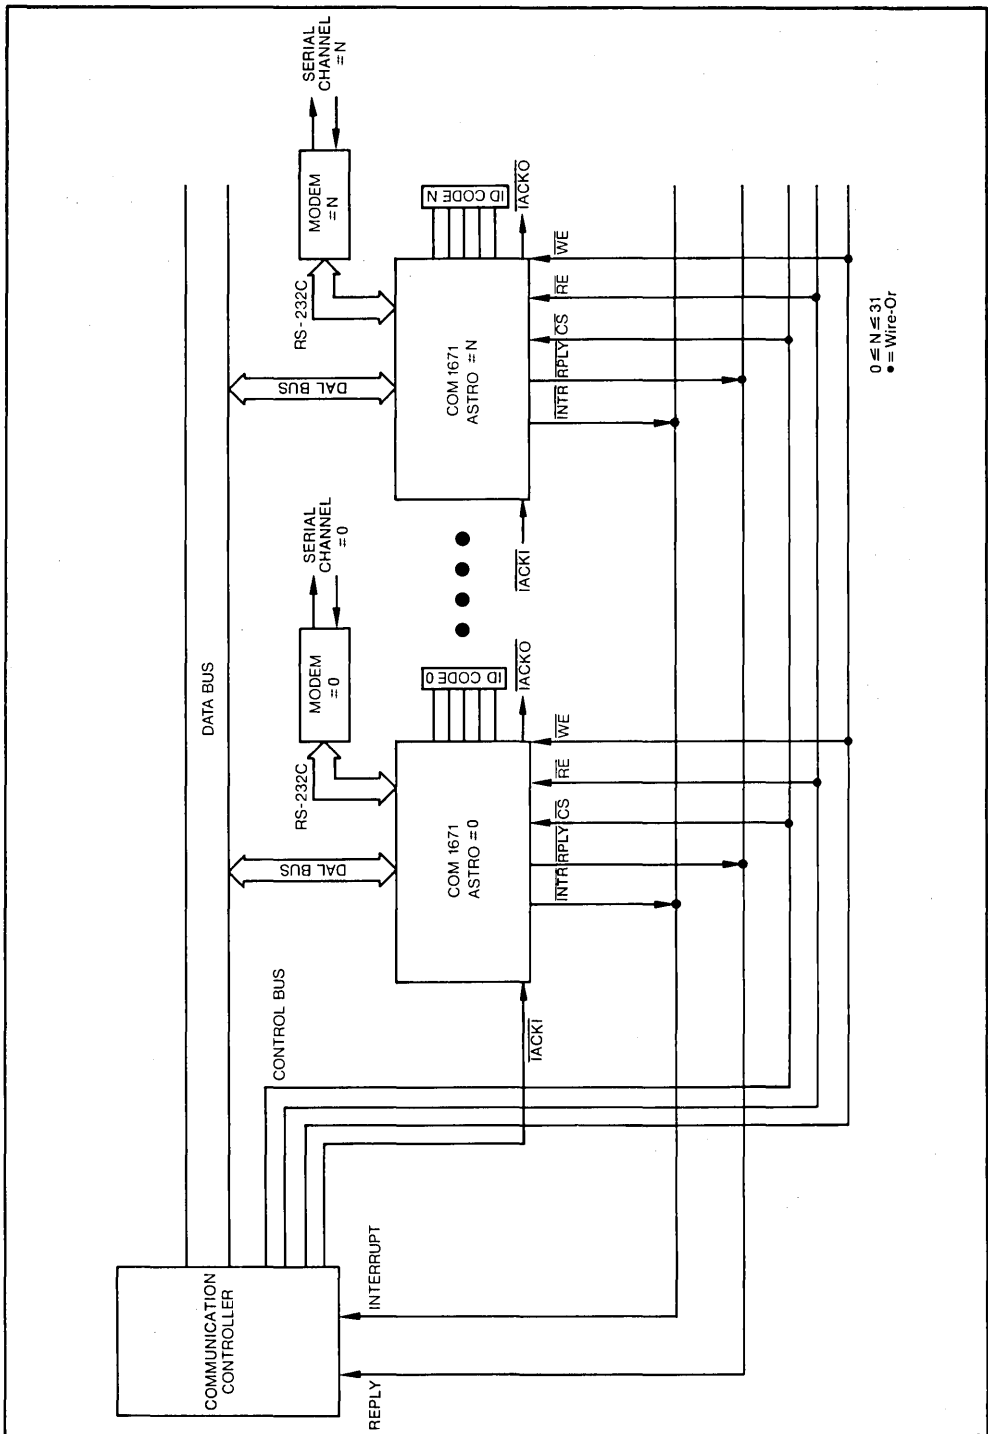 SERIAL
CHANNEL
=N
MODEM
=N
RS-232C
DAL BUS
COM 1671
ASTRO =N
ID CODE N
IACKO
IACKI
INTR RPLY CS RE WE
SERIAL
CHANNEL
=0
MODEM
=0
RS-232C
DATA BUS
DAL BUS
COM 1671
ASTRO =0
ID CODE 0
IACKO
IACKI
INTR RPLY CS RE WE
CONTROL BUS
COMMUNICATION
CONTROLLER
INTERRUPT
REPLY
0 ≤ N ≤ 31
● = Wire-Or